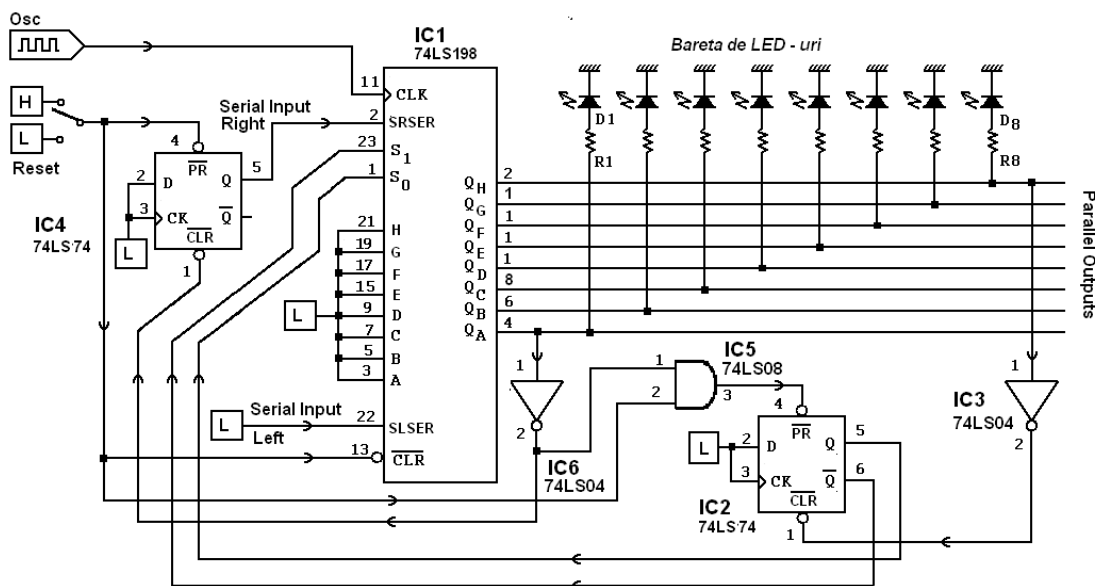 Osc
IC1
74LS198
Bareta de LED - uri
H
L
Reset
11
CLK
Serial Input
Right
2
SRSER
23
S1
1
S0
4
PR
2
D
Q
5
3
CK
Q
CLR
1
IC4
74LS74
L
D1
R1
D8
R8
QH
2
QG
1
QF
1
QE
1
QD
1
QC
8
QB
6
QA
4
Parallel Outputs
21
H
19
G
17
F
15
E
9
D
7
C
5
B
3
A
L
L
Serial Input
Left
22
SLSER
13
CLR
1
2
IC6
74LS04
IC5
74LS08
1
2
3
4
PR
L
2
D
Q
5
3
CK
Q
6
CLR
1
IC2
74LS74
IC3
74LS04
1
2